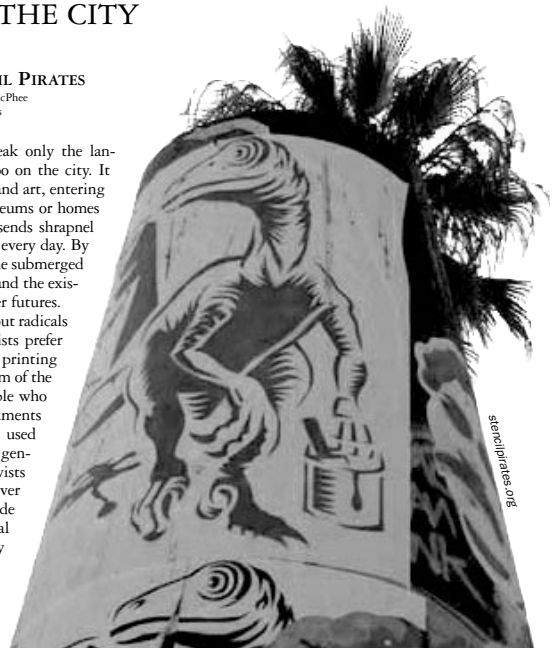 THE CITY
IL PIRATES
cPhee
s
eak only the lan-
oo on the city. It
and art, entering
eums or homes
sends shrapnel
every day. By
e submerged
and the exis-
er futures.
out radicals
ists prefer
printing
m of the
ple who
uments
used
gen-
vists
ver
de
al
y
stencilpirates.org